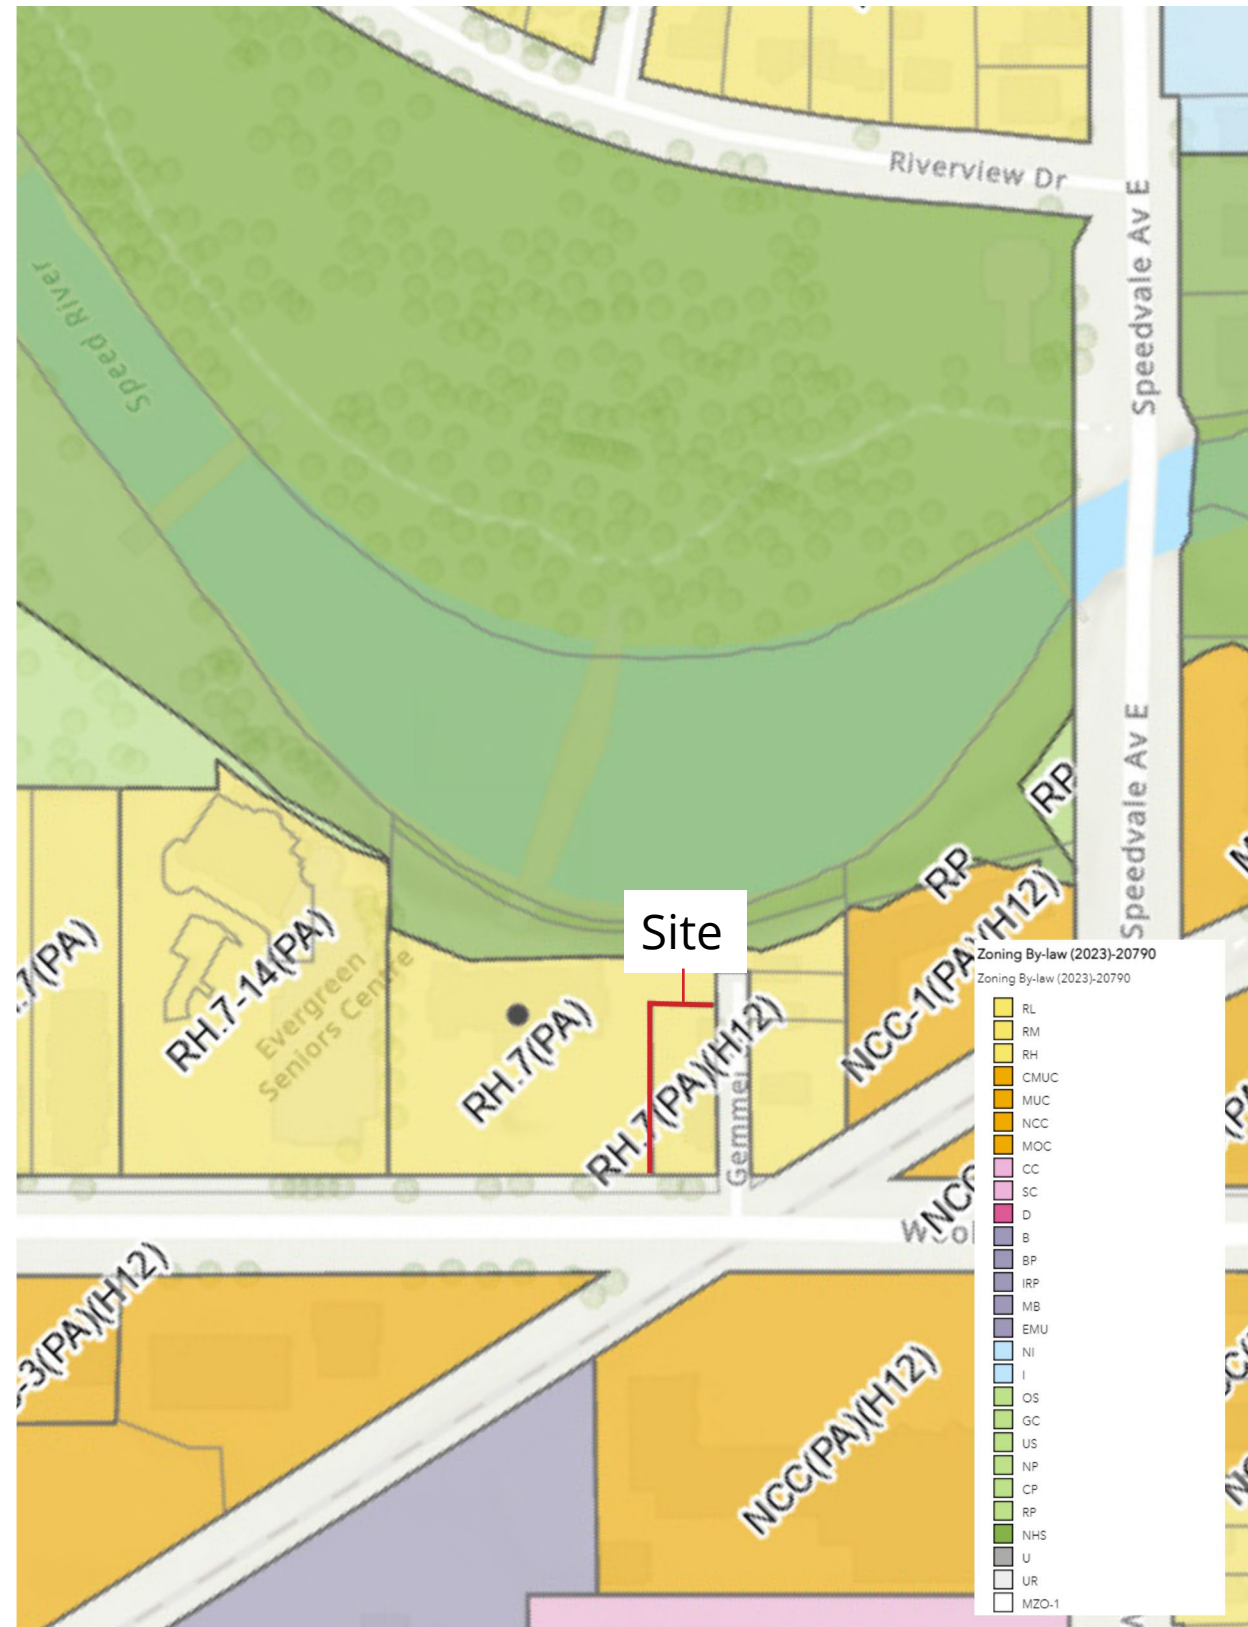 Riverview Dr
Speedvale Av E
Speed River
Speedvale Av E
RP
RP
Site
RH.7-14(PA)
Evergreen
Seniors Centre
RH.7(PA)
RH.7(PA)(H12)
Gemmel
NCC-1(PA)(H12)
NCC
.7(PA)
-3(PA)(H12)
NCC(PA)(H12)
Zoning By-law (2023)-20790
Zoning By-law (2023)-20790
RL
RM
RH
CMUC
MUC
NCC
MOC
CC
SC
D
B
BP
IRP
MB
EMU
NI
I
OS
GC
US
NP
CP
RP
NHS
U
UR
MZO-1